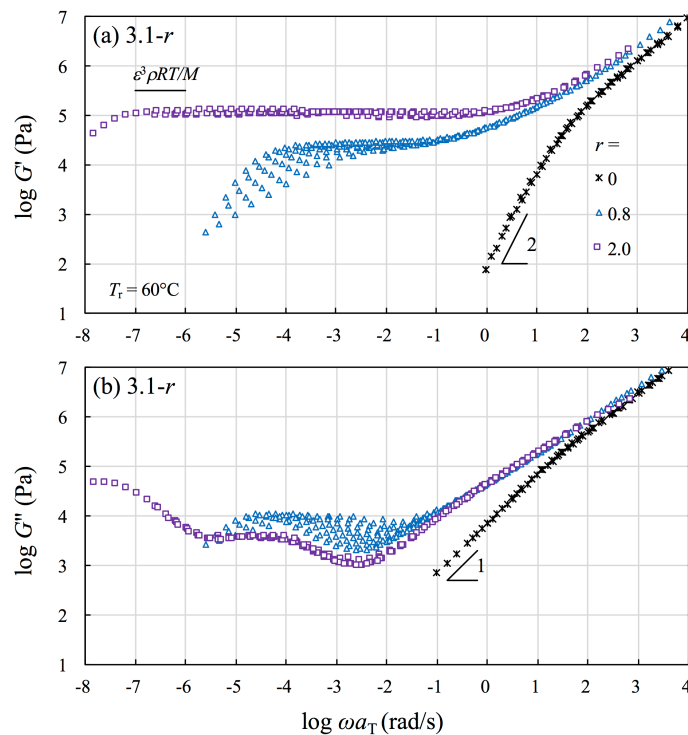 (a) 3.1-r
ε³ρRT/M
log G' (Pa)
7
6
5
4
3
2
1
r =
0
0.8
2.0
2
Tᵣ = 60°C
-8 -7 -6 -5 -4 -3 -2 -1 0 1 2 3 4
(b) 3.1-r
log G'' (Pa)
7
6
5
4
3
2
1
1
-8 -7 -6 -5 -4 -3 -2 -1 0 1 2 3 4
log ωa_T (rad/s)